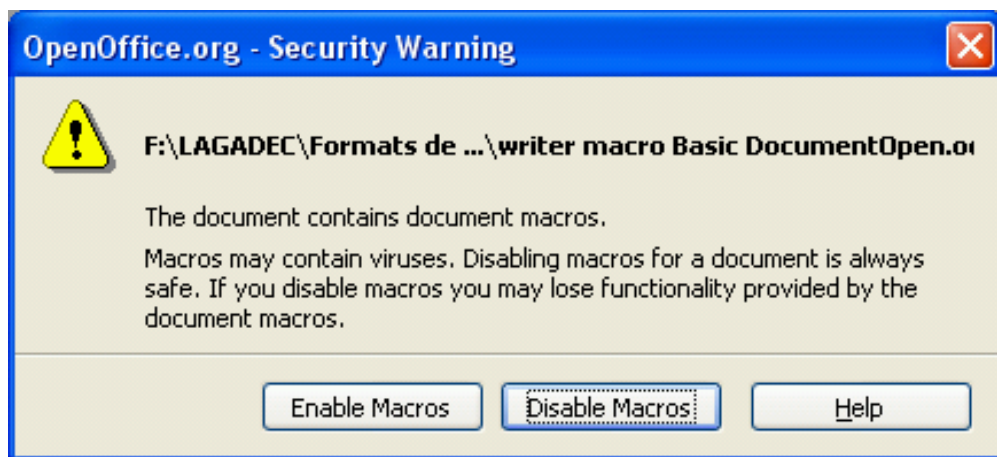 OpenOffice.org - Security Warning
F:\LAGADEC\Formats de ...\writer macro Basic DocumentOpen.o
The document contains document macros.
Macros may contain viruses. Disabling macros for a document is always
safe. If you disable macros you may lose functionality provided by the
document macros.
Enable Macros Disable Macros Help